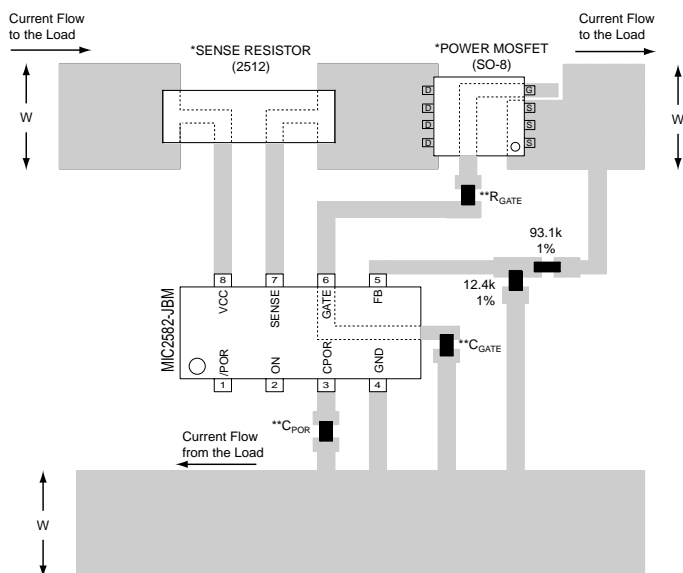 Current Flow
to the Load
*SENSE RESISTOR
(2512)
*POWER MOSFET
(SO-8)
Current Flow
to the Load
W
D
D
D
D
G
S
S
S
W
**RGATE
93.1k
1%
12.4k
1%
8
7
6
5
VCC
SENSE
GATE
FB
MIC2582-JBM
/POR
ON
CPOR
GND
1
2
3
4
**CGATE
**CPOR
Current Flow
from the Load
W